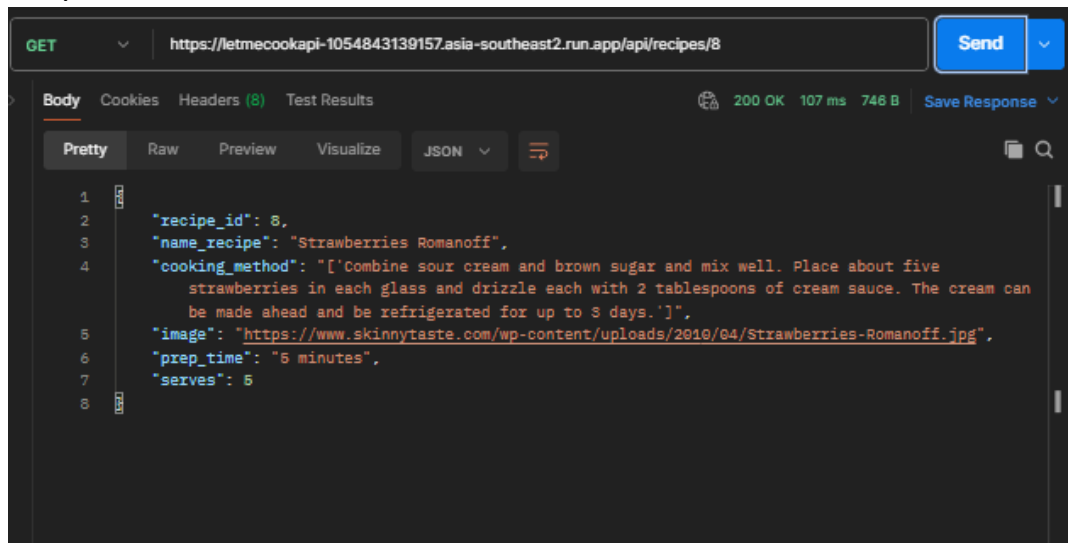 GET https://letmecookapi-1054843139157.asia-southeast2.run.app/api/recipes/8 Send
Body Cookies Headers (8) Test Results 200 OK 107 ms 746 B Save Response
Pretty Raw Preview Visualize JSON
1 {
2 "recipe_id": 8,
3 "name_recipe": "Strawberries Romanoff",
4 "cooking_method": "['Combine sour cream and brown sugar and mix well. Place about five
strawberries in each glass and drizzle each with 2 tablespoons of cream sauce. The cream can
be made ahead and be refrigerated for up to 3 days.']",
5 "image": "https://www.skinnytaste.com/wp-content/uploads/2010/04/Strawberries-Romanoff.jpg",
6 "prep_time": "5 minutes",
7 "serves": 5
8 }